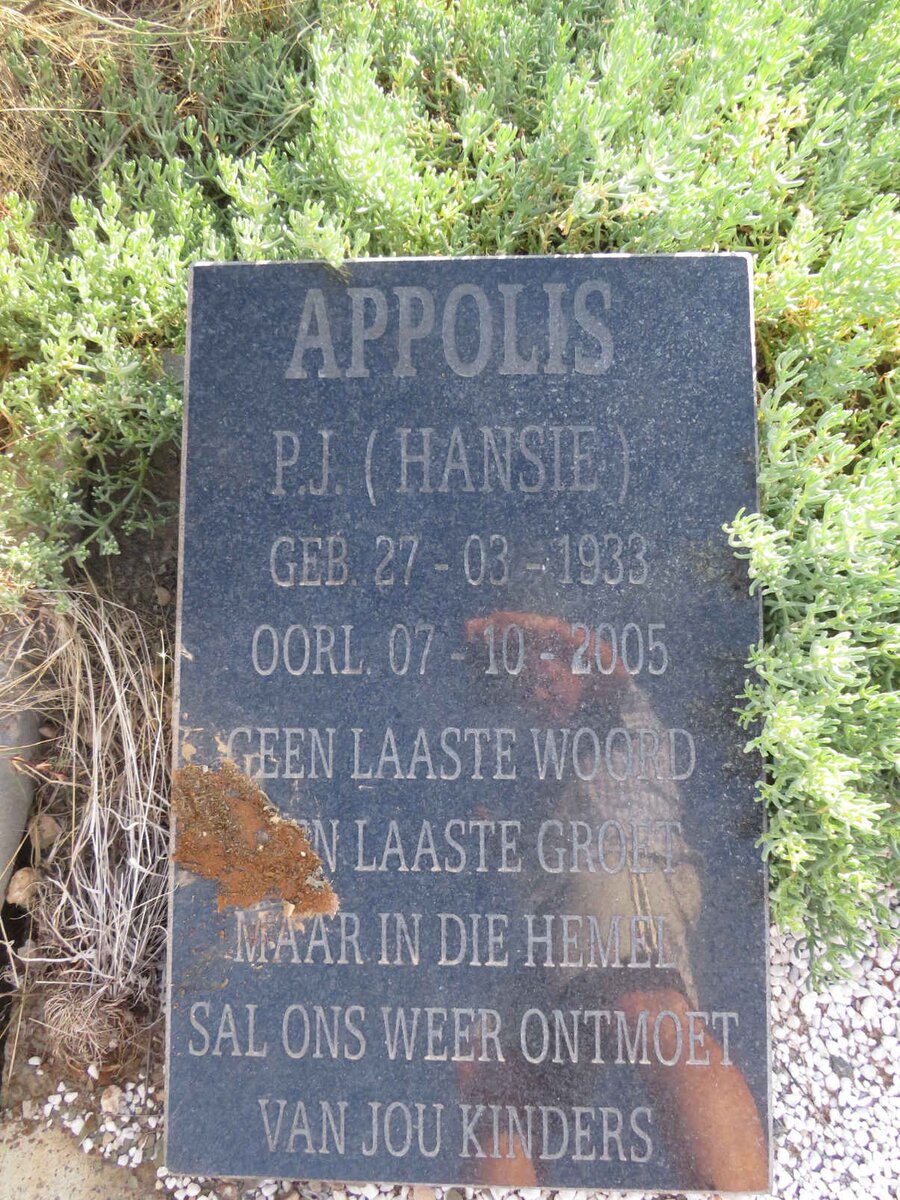 APPOLIS
P.J. ( HANSIE )
GEB. 27 - 03 - 1933
OORL. 07 - 10 - 2005
GEEN LAASTE WOORD
LAASTE GROET
MAAR IN DIE HEMEL
SAL ONS WEER ONTMOET
VAN JOU KINDERS